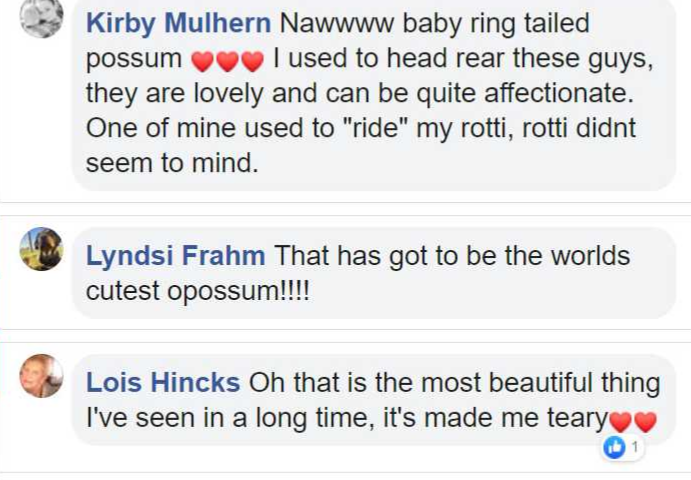 Kirby Mulhern Nawwww baby ring tailed
possum ❤❤❤ I used to head rear these guys,
they are lovely and can be quite affectionate.
One of mine used to "ride" my rotti, rotti didnt
seem to mind.
Lyndsi Frahm That has got to be the worlds
cutest opossum!!!!
Lois Hincks Oh that is the most beautiful thing
I've seen in a long time, it's made me teary❤❤
1